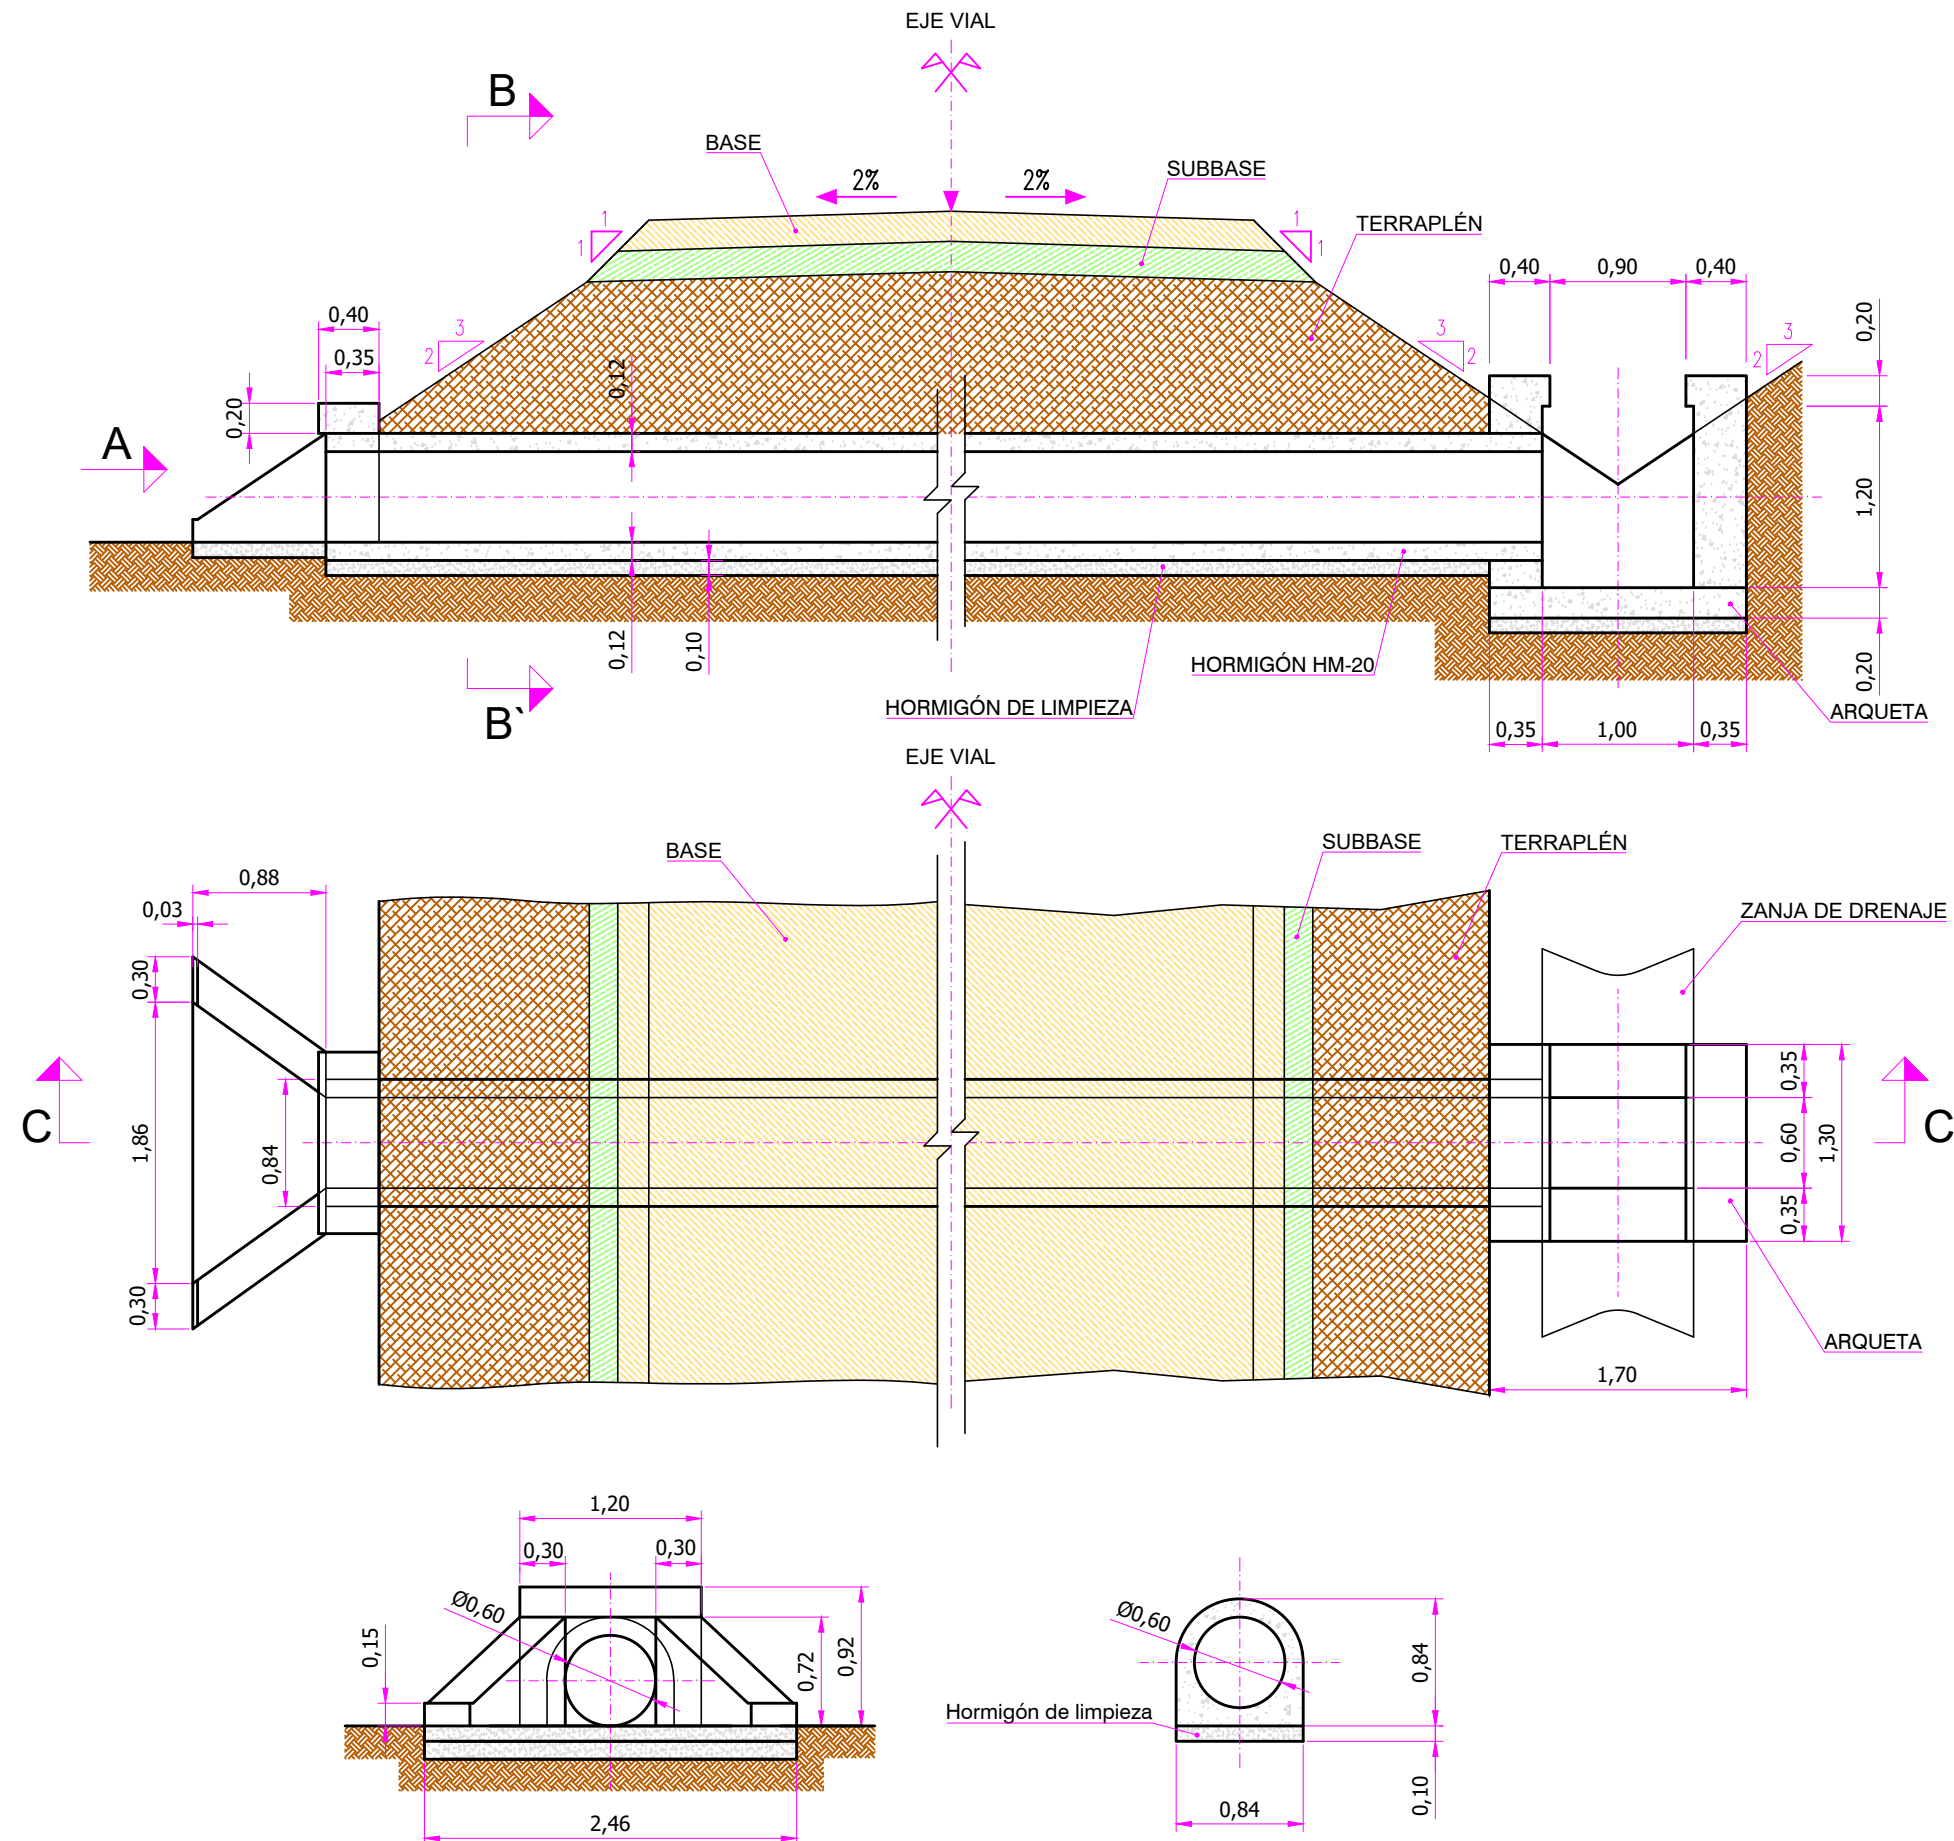 EJE VIAL
B
BASE
2%
2%
SUBBASE
1
1
1
1
TERRAPLÉN
0,40
0,90
0,40
0,40
0,35
3
2
0,12
3
2
3
2
0,20
0,20
A
1,20
0,12
0,10
HORMIGÓN HM-20
0,20
B`
HORMIGÓN DE LIMPIEZA
ARQUETA
0,35
1,00
0,35
EJE VIAL
BASE
SUBBASE
TERRAPLÉN
0,88
0,03
ZANJA DE DRENAJE
0,30
0,35
C
1,86
0,84
0,60
1,30
C
0,35
0,30
ARQUETA
1,70
1,20
0,30
0,30
Ø0,60
0,15
0,72
0,92
2,46
Ø0,60
0,84
Hormigón de limpieza
0,84
0,10